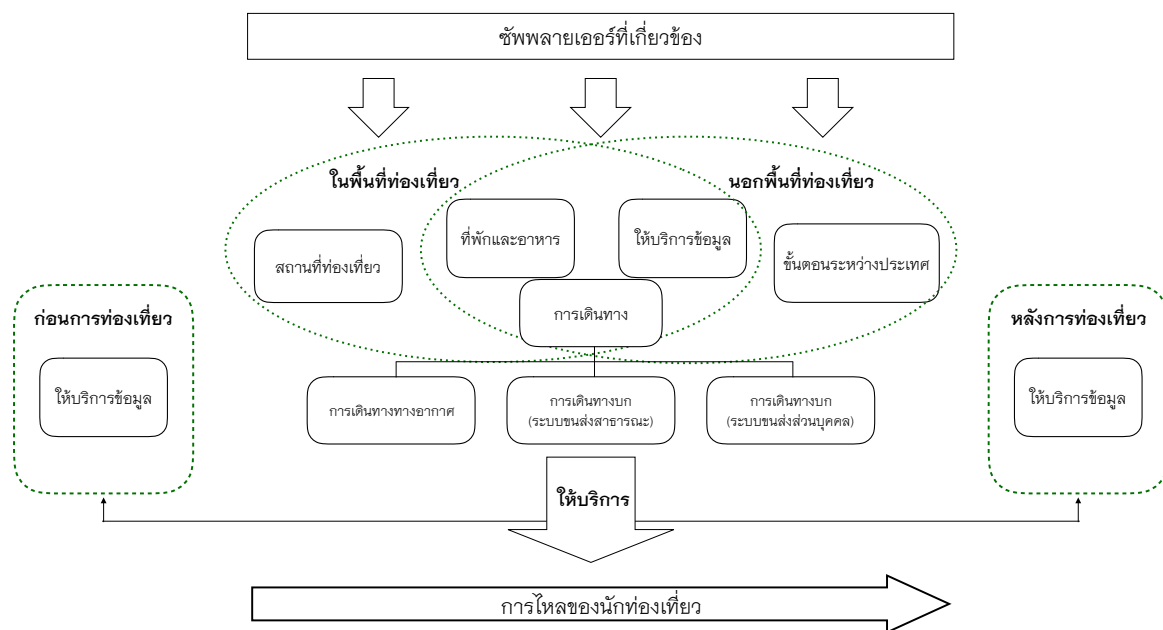 ซัพพลายเออร์ที่เกี่ยวข้อง
ในพื้นที่ท่องเที่ยว
นอกพื้นที่ท่องเที่ยว
ที่พักและอาหาร
ให้บริการข้อมูล
สถานที่ท่องเที่ยว
ขั้นตอนระหว่างประเทศ
การเดินทาง
ก่อนการท่องเที่ยว
หลังการท่องเที่ยว
ให้บริการข้อมูล
ให้บริการข้อมูล
การเดินทางทางอากาศ
การเดินทางบก
(ระบบขนส่งสาธารณะ)
การเดินทางบก
(ระบบขนส่งส่วนบุคคล)
ให้บริการ
การไหลของนักท่องเที่ยว